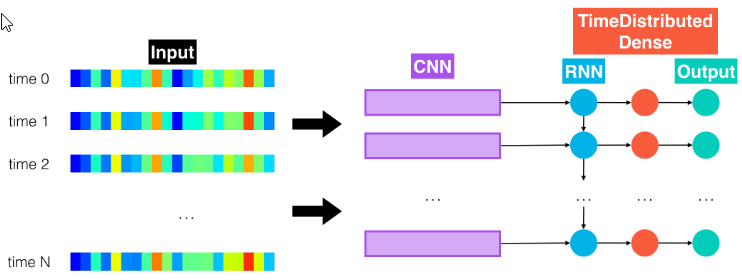 TimeDistributed
Dense
Input
CNN
RNN
Output
time 0
time 1
time 2
...
... ... ... ...
time N